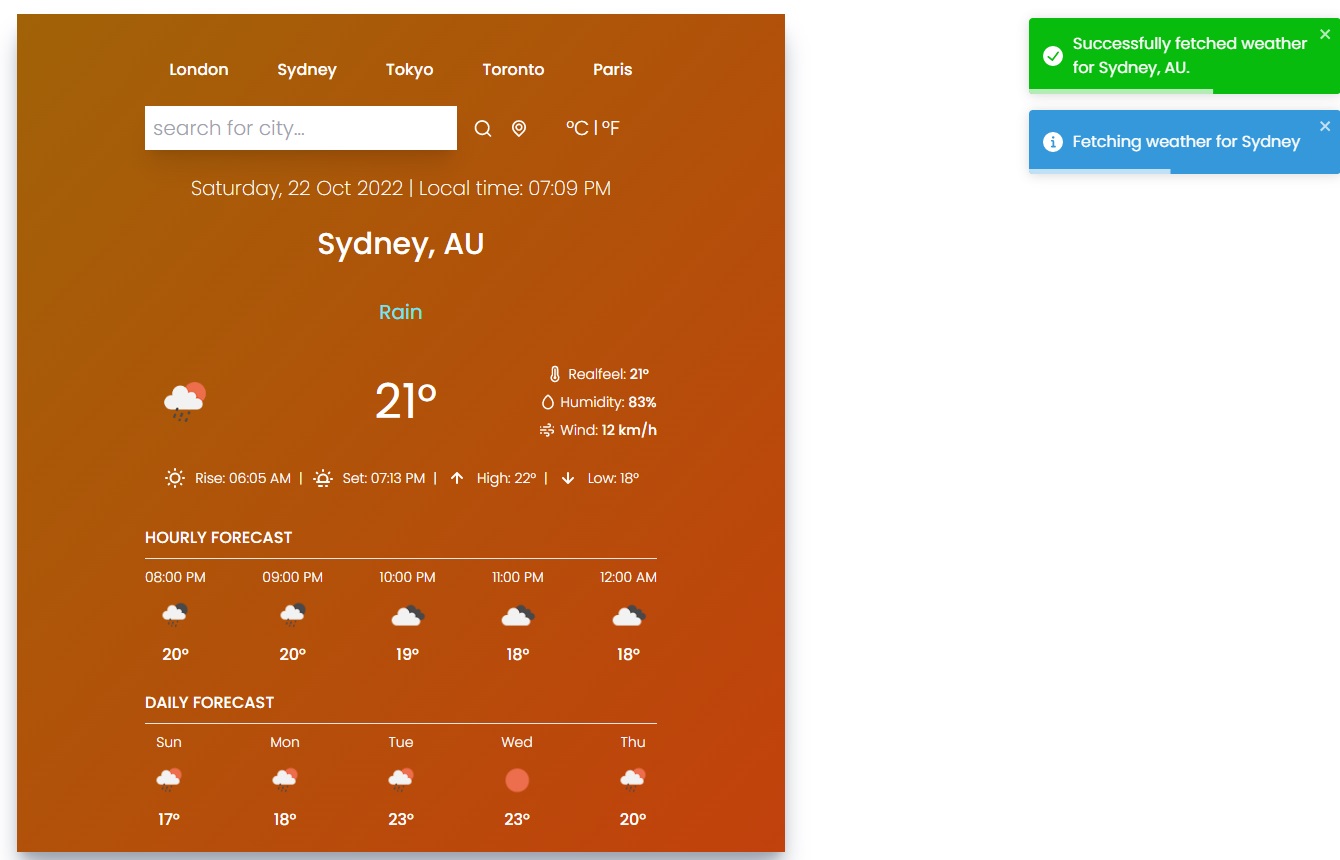 London Sydney Tokyo Toronto Paris
search for city...
°C | °F
Saturday, 22 Oct 2022 | Local time: 07:09 PM
Sydney, AU
Rain
21°
Realfeel: 21°
Humidity: 83%
Wind: 12 km/h
Rise: 06:05 AM | Set: 07:13 PM | High: 22° | Low: 18°
HOURLY FORECAST
08:00 PM 09:00 PM 10:00 PM 11:00 PM 12:00 AM
20° 20° 19° 18° 18°
DAILY FORECAST
Sun Mon Tue Wed Thu
17° 18° 23° 23° 20°
Successfully fetched weather
for Sydney, AU.
Fetching weather for Sydney